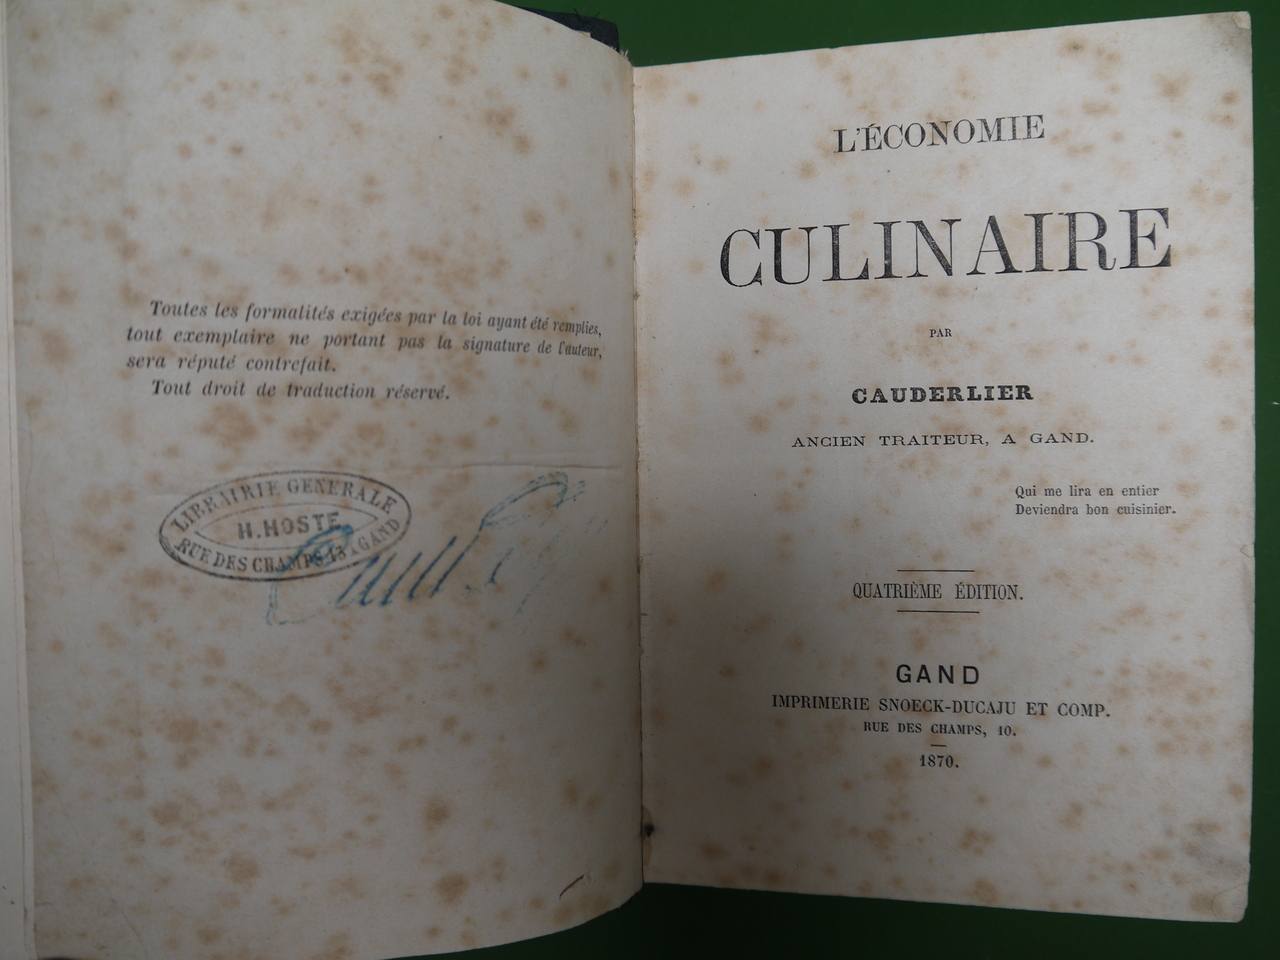 Toutes les formalités exigées par la loi ayant été remplies,
tout exemplaire ne portant pas la signature de l'auteur,
sera réputé contrefait.
Tout droit de traduction réservé.
LIBRAIRIE GENERALE
H. HOSTE
RUE DES CHAMPS GAND
L'ÉCONOMIE
CULINAIRE
PAR
CAUDERLIER
ANCIEN TRAITEUR, A GAND.
Qui me lira en entier
Deviendra bon cuisinier.
QUATRIÈME ÉDITION.
GAND
IMPRIMERIE SNOECK-DUCAJU ET COMP.
RUE DES CHAMPS, 10.
1870.